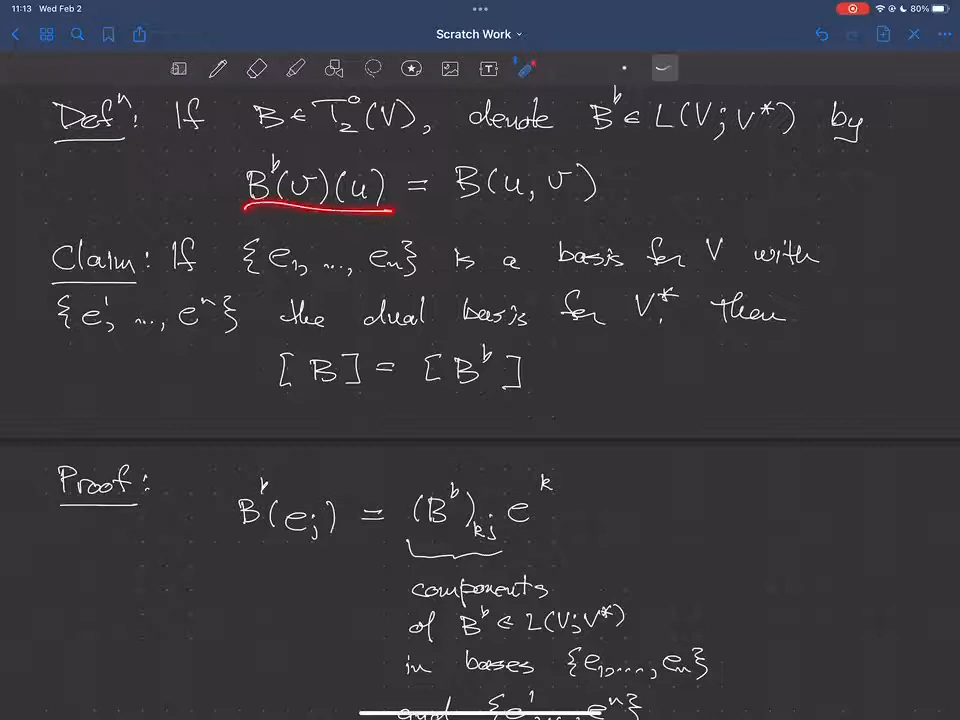 11:13 Wed Feb 2
80%
Scratch Work
Defⁿ: If B ∈ T⁰₂(V), denote B♭ ∈ L(V; V*) by
B♭(v)(u) = B(u, v)
Claim: If {e₁, ..., eₙ} is a basis for V with
{e¹, ..., eⁿ} the dual basis for V*, then
[B] = [B♭]
Proof:
B♭(eⱼ) = (B♭)ₖⱼ eᵏ
components
of B♭ ∈ L(V; V*)
in bases {e₁, ..., eₙ}
and {e¹, ..., eⁿ}